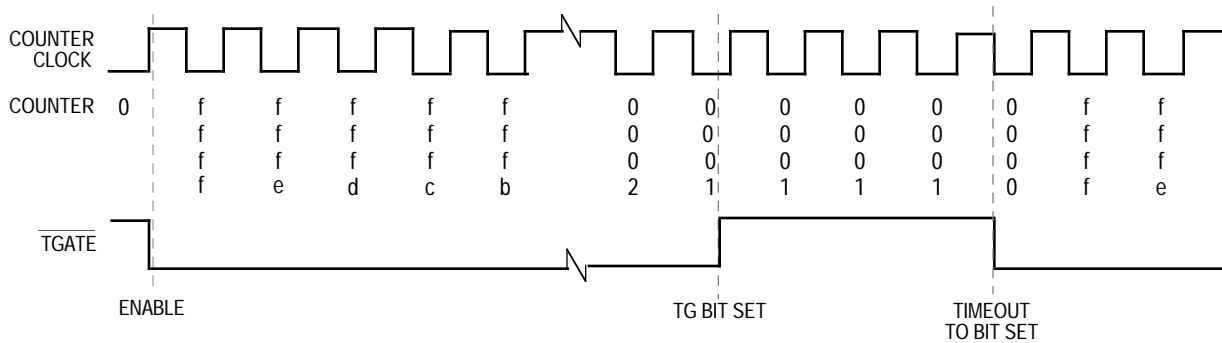 COUNTER
CLOCK
COUNTER 0 f f f f f 0 0 0 0 0 0 f f
f f f f f 0 0 0 0 0 0 f f
f f f f f 0 0 0 0 0 0 f f
f e d c b 2 1 1 1 1 0 f e
TGATE
ENABLE
TG BIT SET
TIMEOUT
TO BIT SET